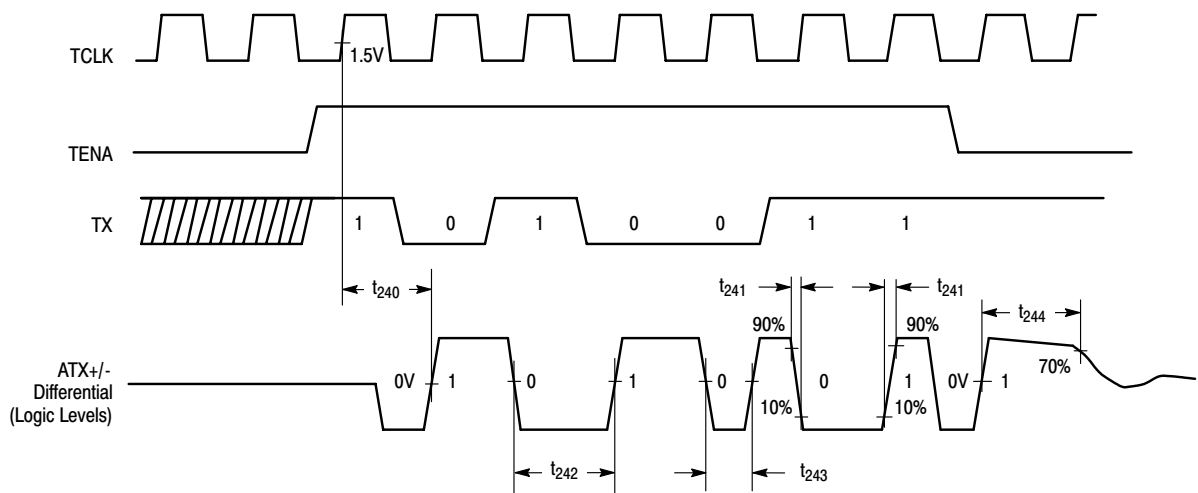 TCLK
1.5V
TENA
TX 1 0 1 0 0 1 1
t240 t241 t241 t244
90% 90%
70%
ATX+/-
Differential
(Logic Levels)
0V 1 0 1 0 0 1 0V 1
10% 10%
t242 t243